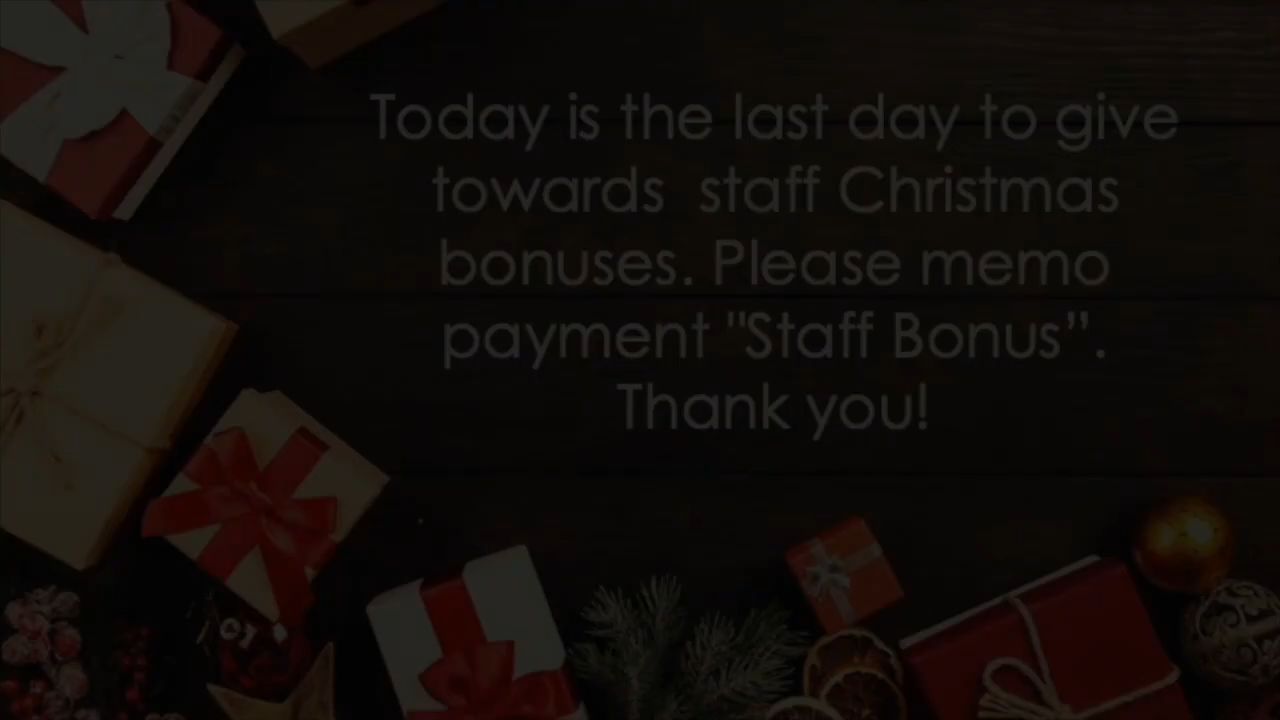 Today is the last day to give
towards  staff Christmas
bonuses. Please memo
payment "Staff Bonus”.
Thank you!